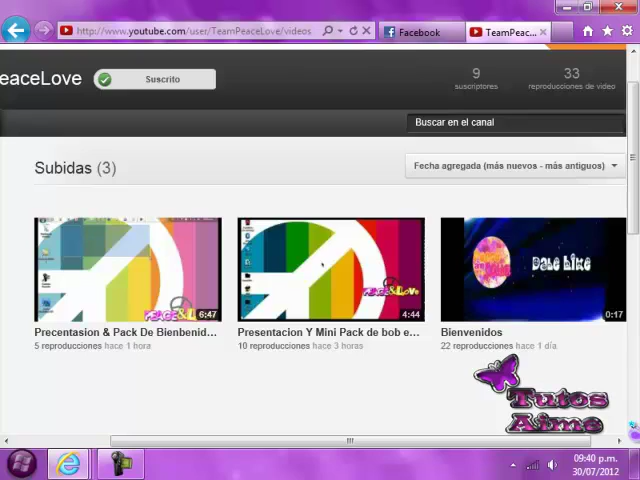 http://www.youtube.com/user/TeamPeaceLove/videos
Facebook
TeamPeac...
eaceLove
Suscrito
9
suscriptores
33
reproducciones de video
Buscar en el canal
Subidas (3)
Fecha agregada (más nuevos - más antiguos)
6:47
4:44
PALE LIKE
0:17
Precentasion & Pack De Bienbenid...
5 reproducciones hace 1 hora
Presentacion Y Mini Pack de bob e...
10 reproducciones hace 3 horas
Bienvenidos
22 reproducciones hace 1 día
Tutos
Aime
09:40 p.m.
30/07/2012